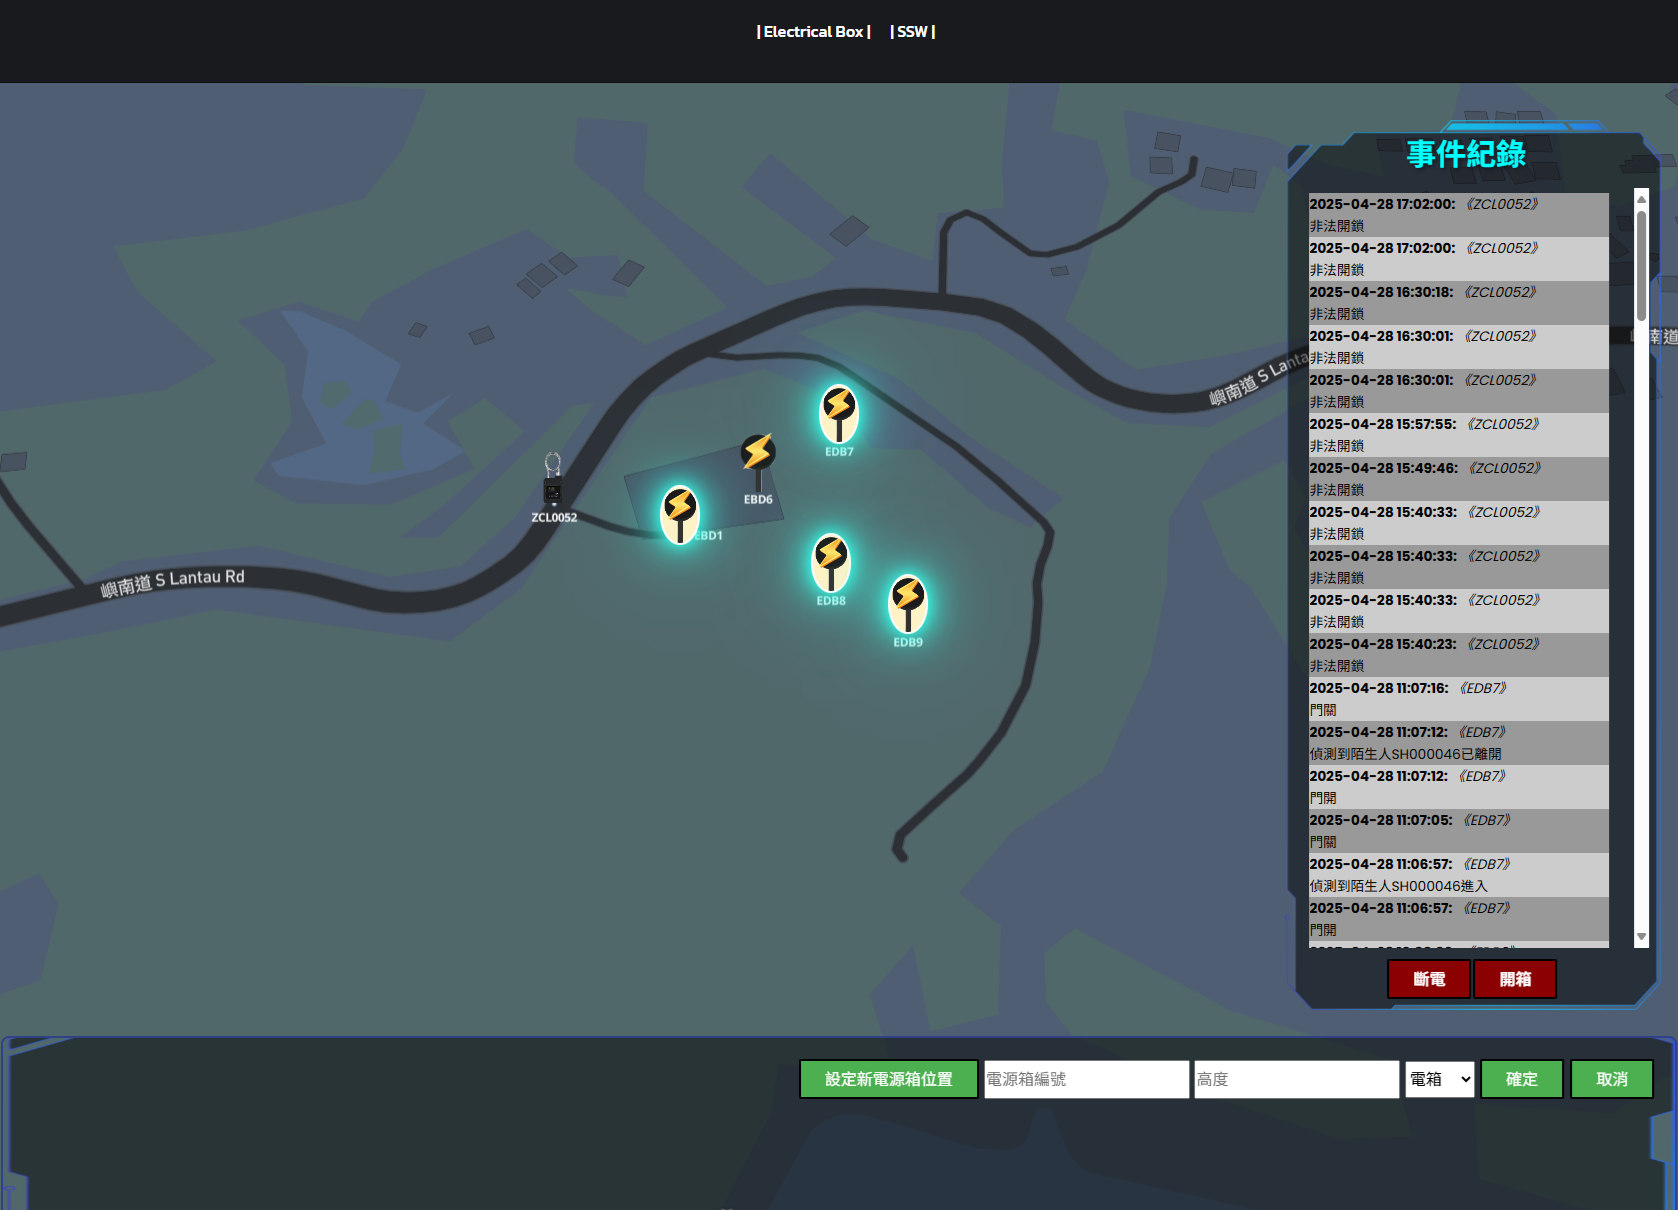 | Electrical Box | | SSW |
事件紀錄
2025-04-28 17:02:00: 《ZCL0052》
非法開鎖
2025-04-28 17:02:00: 《ZCL0052》
非法開鎖
2025-04-28 16:30:18: 《ZCL0052》
非法開鎖
2025-04-28 16:30:01: 《ZCL0052》
非法開鎖
2025-04-28 16:30:01: 《ZCL0052》
非法開鎖
2025-04-28 15:57:55: 《ZCL0052》
非法開鎖
2025-04-28 15:49:46: 《ZCL0052》
非法開鎖
2025-04-28 15:40:33: 《ZCL0052》
非法開鎖
2025-04-28 15:40:33: 《ZCL0052》
非法開鎖
2025-04-28 15:40:33: 《ZCL0052》
非法開鎖
2025-04-28 15:40:23: 《ZCL0052》
非法開鎖
2025-04-28 11:07:16: 《EDB7》
門關
2025-04-28 11:07:12: 《EDB7》
偵測到陌生人SH000046已離開
2025-04-28 11:07:12: 《EDB7》
門開
2025-04-28 11:07:05: 《EDB7》
門關
2025-04-28 11:06:57: 《EDB7》
偵測到陌生人SH000046進入
2025-04-28 11:06:57: 《EDB7》
門開
斷電 開箱
嶼南道 S Lanta
南道
EDB7
EBD6
ZCL0052
EBD1
嶼南道 S Lantau Rd
EDB8
EDB9
設定新電源箱位置 電源箱編號 高度 電箱 確定 取消